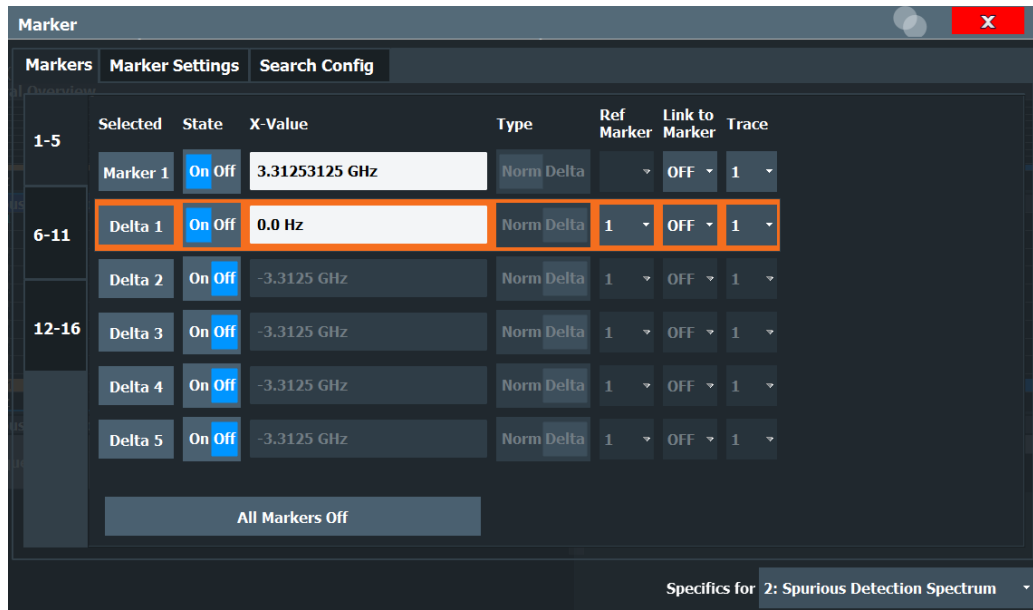 Marker X
Markers Marker Settings Search Config
Selected State X-Value Type Ref Marker Link to Marker Trace
1-5
Marker 1 On Off 3.31253125 GHz Norm Delta OFF 1
6-11
Delta 1 On Off 0.0 Hz Norm Delta 1 OFF 1
Delta 2 On Off -3.3125 GHz Norm Delta 1 OFF 1
12-16
Delta 3 On Off -3.3125 GHz Norm Delta 1 OFF 1
Delta 4 On Off -3.3125 GHz Norm Delta 1 OFF 1
Delta 5 On Off -3.3125 GHz Norm Delta 1 OFF 1
All Markers Off
Specifics for 2: Spurious Detection Spectrum